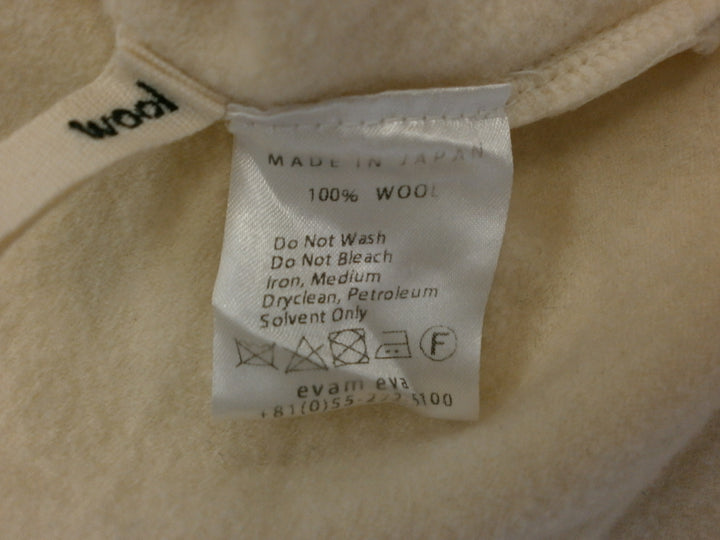 wool
MADE IN JAPAN
100% WOOL
Do Not Wash
Do Not Bleach
Iron, Medium
Dryclean, Petroleum
Solvent Only
F
evam eva